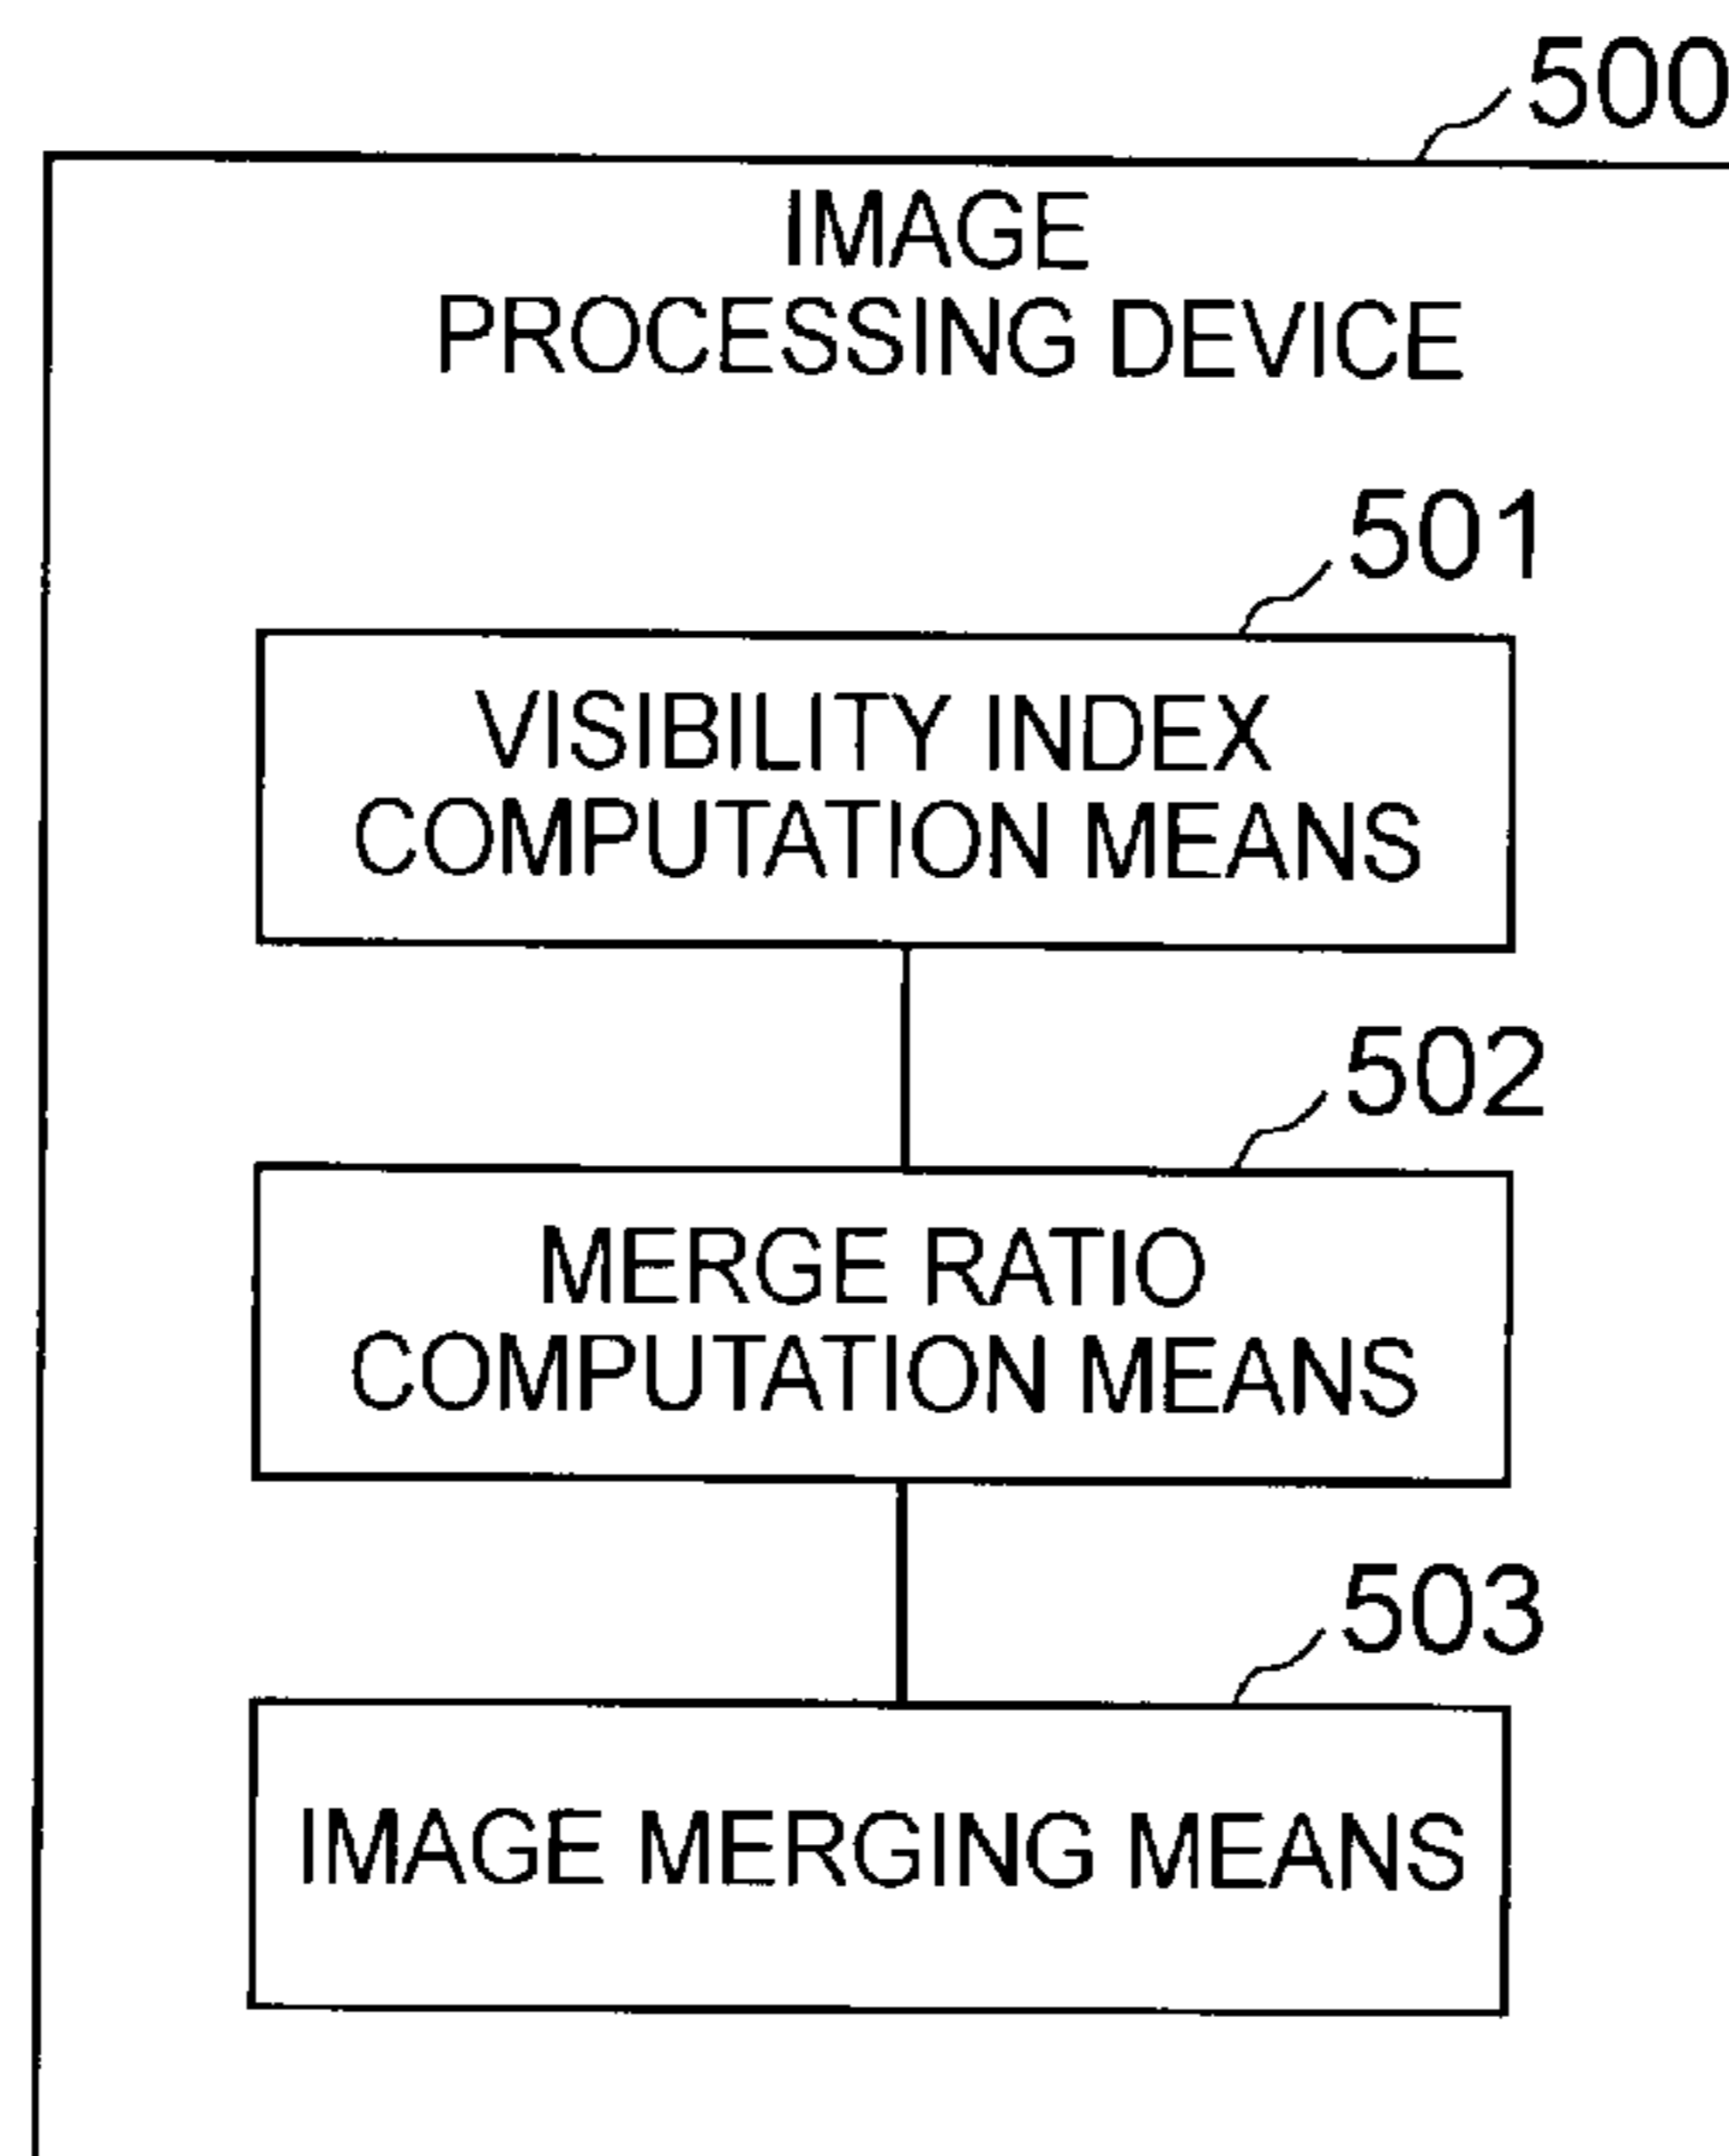 500
IMAGE
PROCESSING DEVICE
501
VISIBILITY INDEX
COMPUTATION MEANS
502
MERGE RATIO
COMPUTATION MEANS
503
IMAGE MERGING MEANS